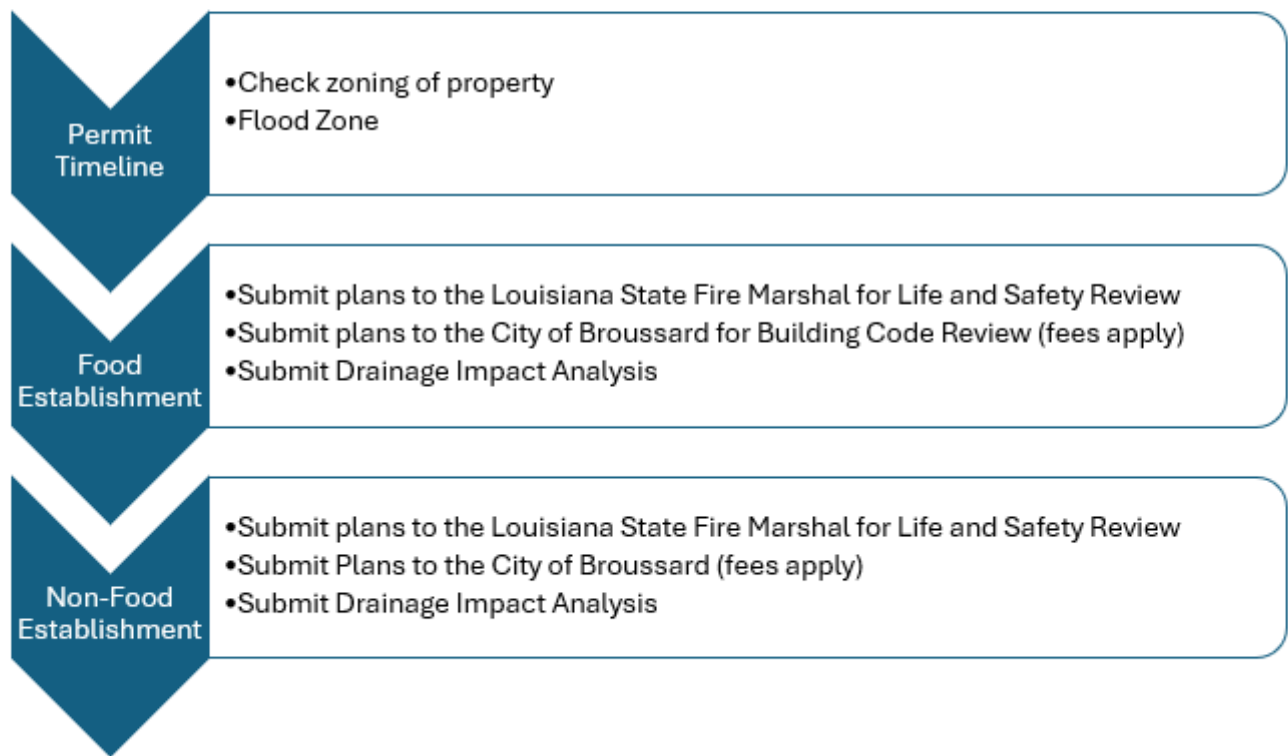 Permit
Timeline
•Check zoning of property
•Flood Zone
Food
Establishment
•Submit plans to the Louisiana State Fire Marshal for Life and Safety Review
•Submit plans to the City of Broussard for Building Code Review (fees apply)
•Submit Drainage Impact Analysis
Non-Food
Establishment
•Submit plans to the Louisiana State Fire Marshal for Life and Safety Review
•Submit Plans to the City of Broussard (fees apply)
•Submit Drainage Impact Analysis